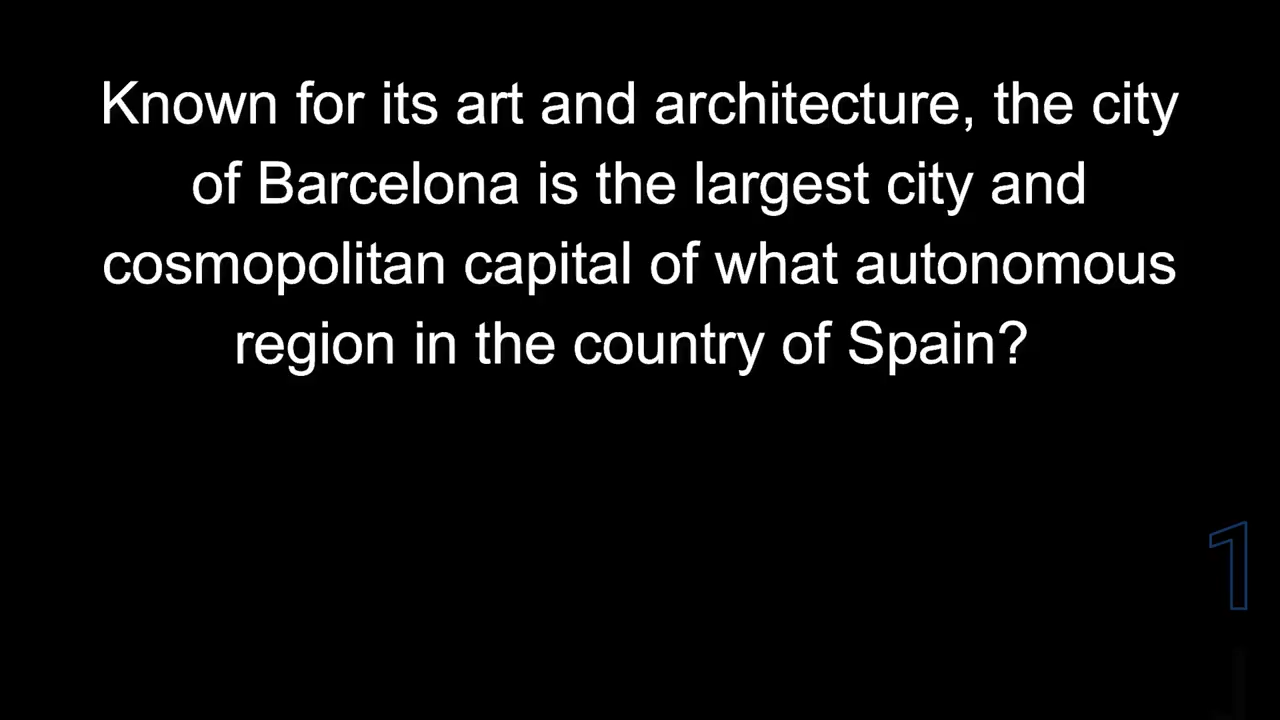 Known for its art and architecture, the city
of Barcelona is the largest city and
cosmopolitan capital of what autonomous
region in the country of Spain?
1